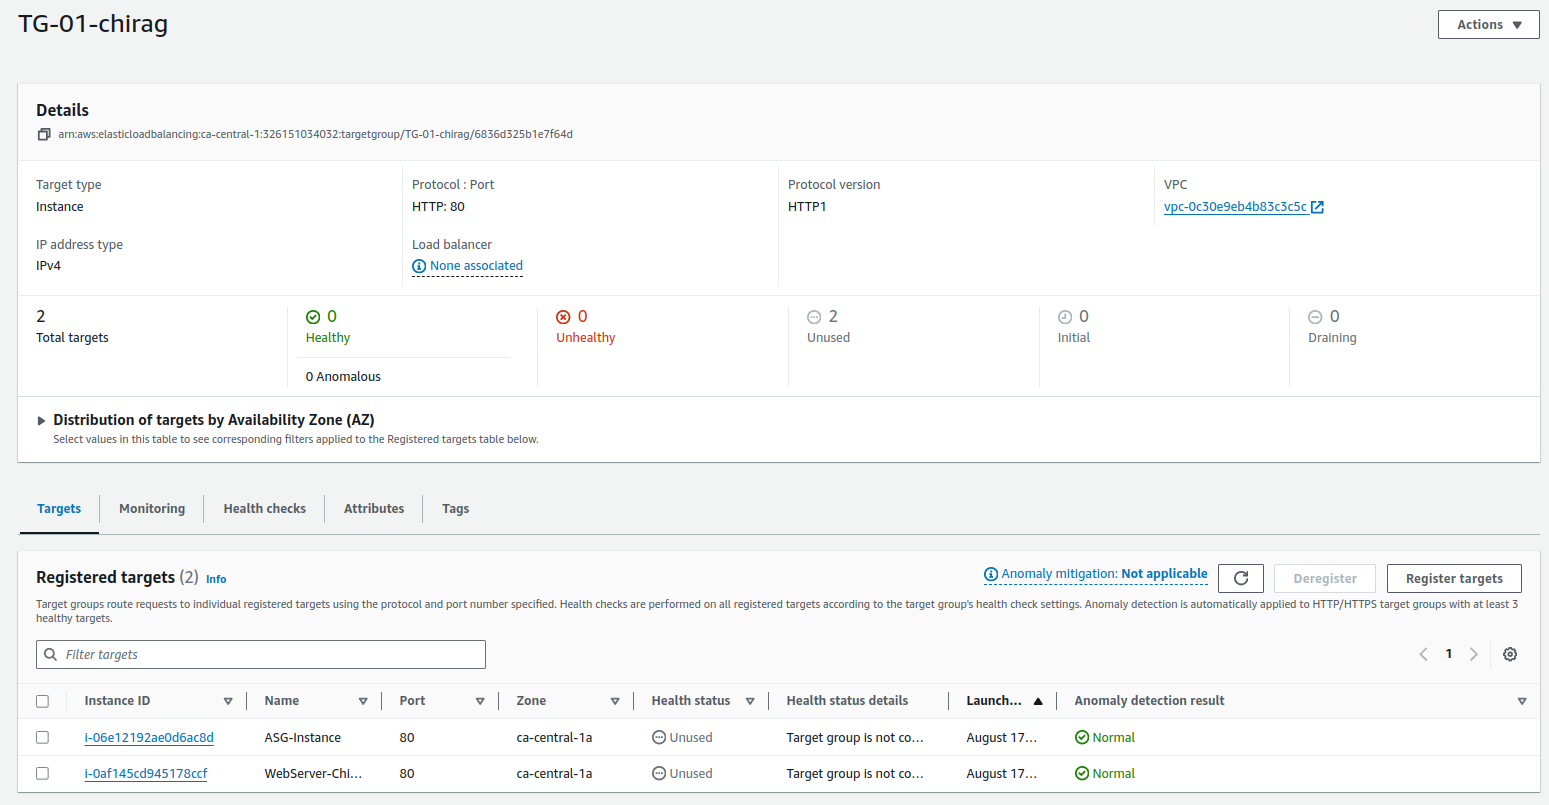 TG-01-chirag
Actions
Details
arn:aws:elasticloadbalancing:ca-central-1:326151034032:targetgroup/TG-01-chirag/6836d325b1e7f64d
Target type
Instance
Protocol : Port
HTTP: 80
Protocol version
HTTP1
VPC
vpc-0c30e9eb4b83c3c5c
IP address type
IPv4
Load balancer
None associated
2
Total targets
0
Healthy
0 Anomalous
0
Unhealthy
2
Unused
0
Initial
0
Draining
Distribution of targets by Availability Zone (AZ)
Select values in this table to see corresponding filters applied to the Registered targets table below.
Targets Monitoring Health checks Attributes Tags
Registered targets (2) Info
Anomaly mitigation: Not applicable
Deregister
Register targets
Target groups route requests to individual registered targets using the protocol and port number specified. Health checks are performed on all registered targets according to the target group's health check settings. Anomaly detection is automatically applied to HTTP/HTTPS target groups with at least 3
healthy targets.
Filter targets
1
Instance ID Name Port Zone Health status Health status details Launch... Anomaly detection result
i-06e12192ae0d6ac8d ASG-Instance 80 ca-central-1a Unused Target group is not co... August 17... Normal
i-0af145cd945178ccf WebServer-Chi... 80 ca-central-1a Unused Target group is not co... August 17... Normal